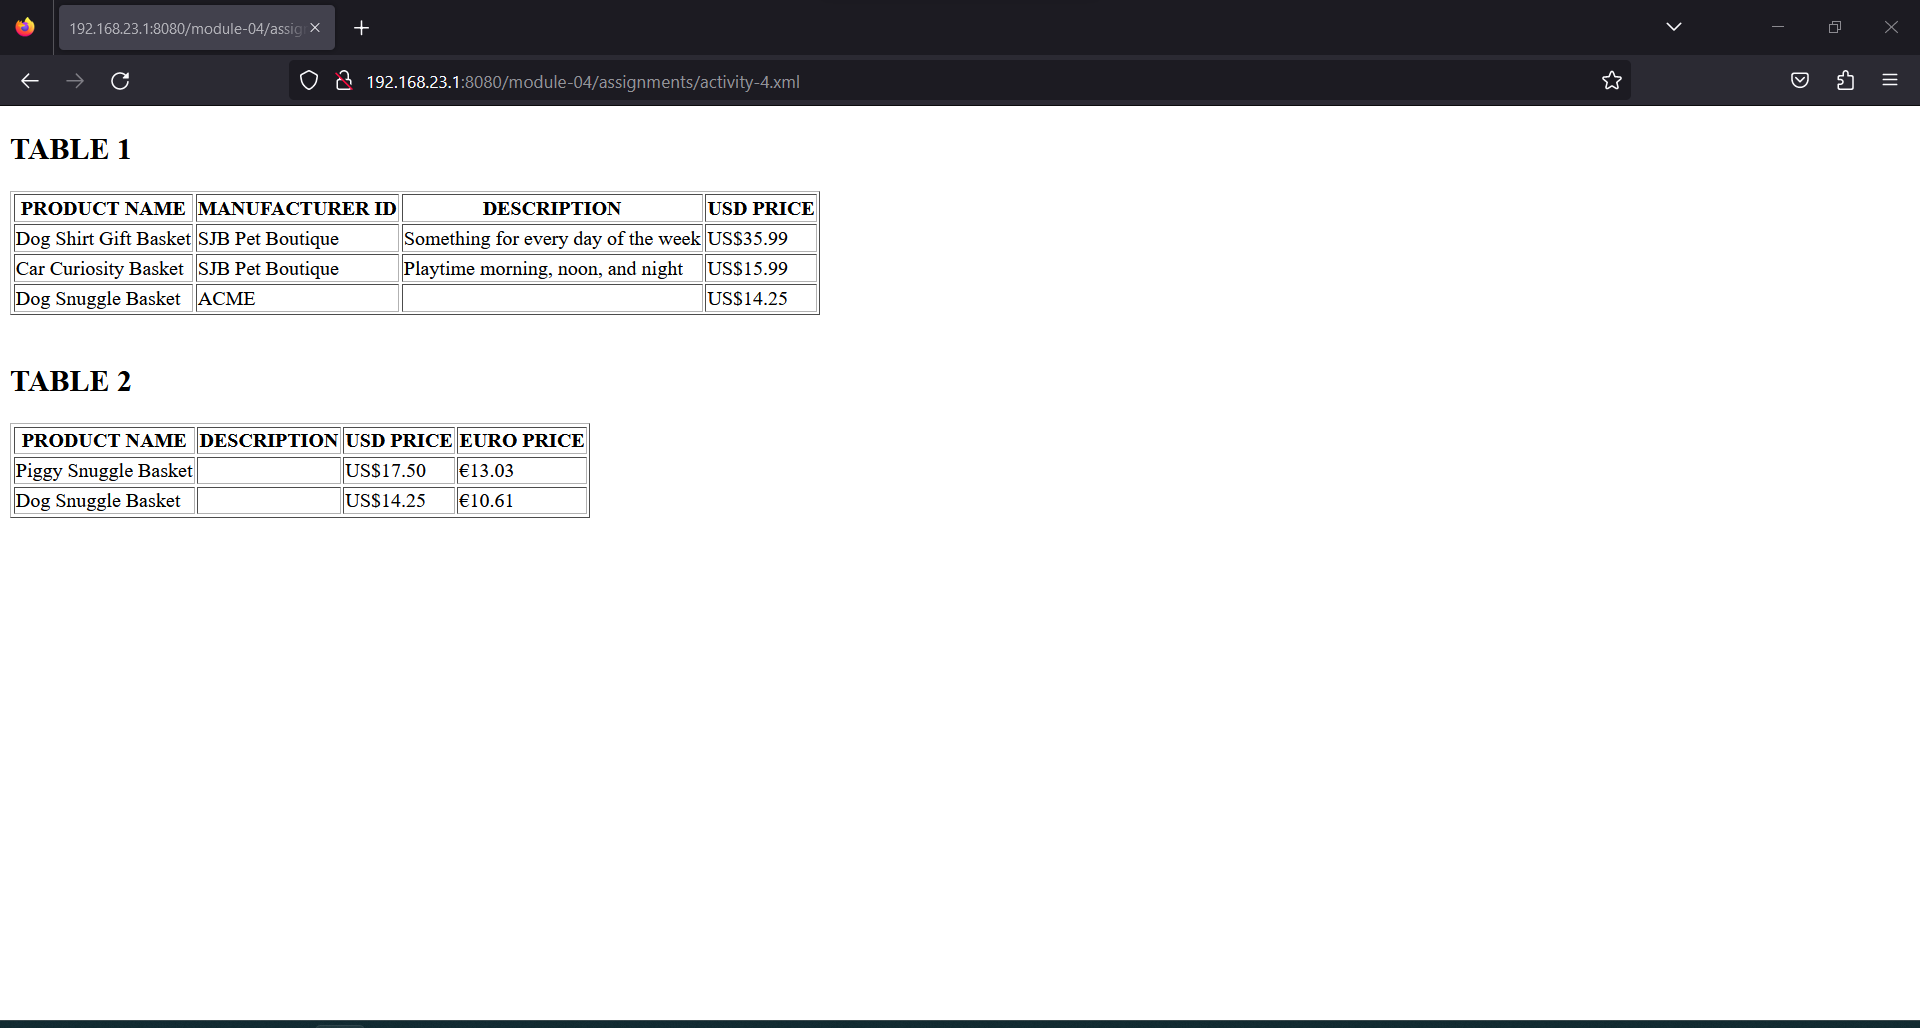 192.168.23.1:8080/module-04/assig
192.168.23.1:8080/module-04/assignments/activity-4.xml
TABLE 1
PRODUCT NAME MANUFACTURER ID DESCRIPTION USD PRICE
Dog Shirt Gift Basket SJB Pet Boutique Something for every day of the week US$35.99
Car Curiosity Basket SJB Pet Boutique Playtime morning, noon, and night US$15.99
Dog Snuggle Basket ACME US$14.25
TABLE 2
PRODUCT NAME DESCRIPTION USD PRICE EURO PRICE
Piggy Snuggle Basket US$17.50 €13.03
Dog Snuggle Basket US$14.25 €10.61